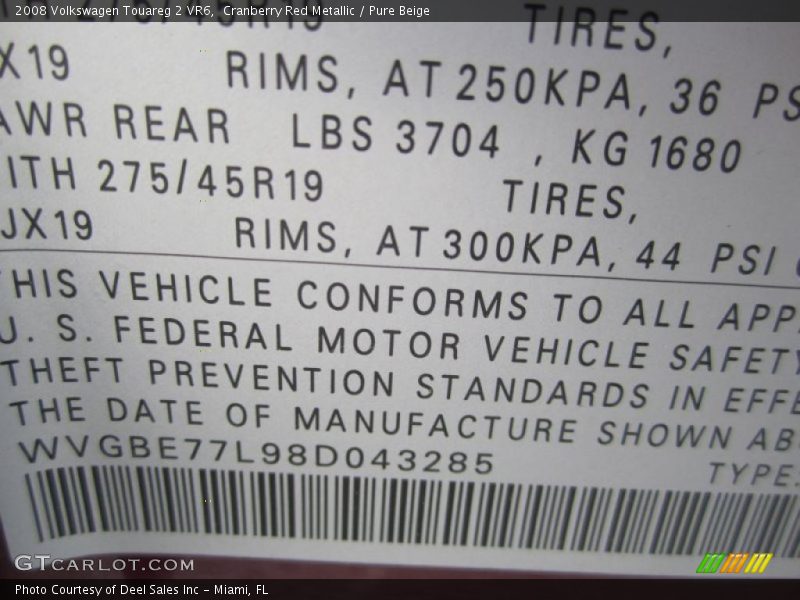 2008 Volkswagen Touareg 2 VR6, Cranberry Red Metallic / Pure Beige
275/45R19 TIRES,
X19 RIMS, AT 250KPA, 36 PS
AWR REAR LBS 3704 , KG 1680
ITH 275/45R19 TIRES,
JX19 RIMS, AT 300KPA, 44 PSI
THIS VEHICLE CONFORMS TO ALL APP
U. S. FEDERAL MOTOR VEHICLE SAFETY
THEFT PREVENTION STANDARDS IN EFFE
THE DATE OF MANUFACTURE SHOWN AB
WVGBE77L98D043285 TYPE:
GTCARLOT.COM
Photo Courtesy of Deel Sales Inc - Miami, FL